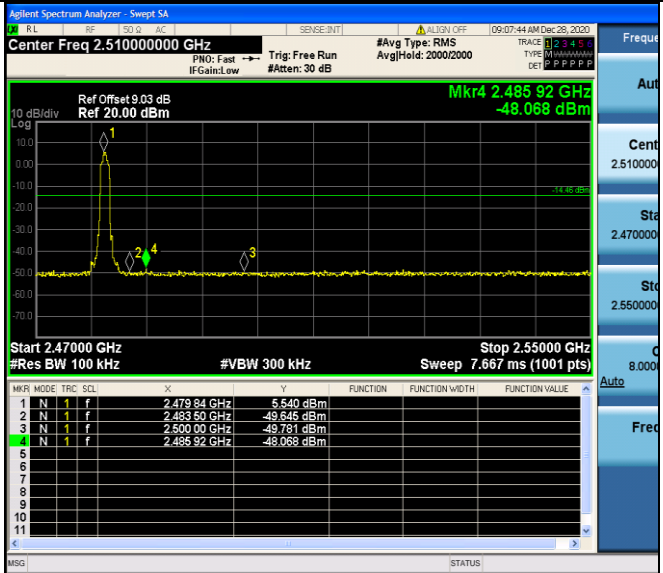 Agilent Spectrum Analyzer - Swept SA
RL RF 50 Ω AC SENSE:INT ALIGN OFF 09:07:44 AM Dec 28, 2020
Center Freq 2.510000000 GHz
PNO: Fast
IFGain:Low
Trig: Free Run
#Atten: 30 dB
#Avg Type: RMS
Avg|Hold: 2000/2000
TRACE 1 2 3 4 5 6
TYPE M WWWWW
DET P P P P P P
Ref Offset 9.03 dB
Ref 20.00 dBm
Mkr4 2.485 92 GHz
-48.068 dBm
10 dB/div
Log
10.0
0.00
-10.0
-20.0
-30.0
-40.0
-50.0
-60.0
-70.0
1
2
4
3
-14.46 dBm
Start 2.47000 GHz
Stop 2.55000 GHz
#Res BW 100 kHz
#VBW 300 kHz
Sweep 7.667 ms (1001 pts)
MKR MODE TRC SCL X Y FUNCTION FUNCTION WIDTH FUNCTION VALUE
1 N 1 f 2.479 84 GHz 5.540 dBm
2 N 1 f 2.483 50 GHz -49.645 dBm
3 N 1 f 2.500 00 GHz -49.781 dBm
4 N 1 f 2.485 92 GHz -48.068 dBm
5
6
7
8
9
10
11
MSG STATUS
Freque
Aut
Cent
2.510000
Sta
2.470000
Sto
2.550000
C
8.0000
Auto
Freq